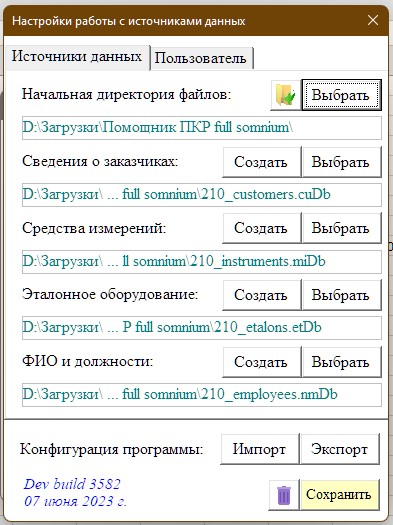 Настройки работы с источниками данных
Источники данных
Пользователь
Начальная директория файлов:
Выбрать
D:\Загрузки\Помощник ПКР full somnium\
Сведения о заказчиках:
Создать
Выбрать
D:\Загрузки\ ... full somnium\210_customers.cuDb
Средства измерений:
Создать
Выбрать
D:\Загрузки\ ... ll somnium\210_instruments.miDb
Эталонное оборудование:
Создать
Выбрать
D:\Загрузки\ ... P full somnium\210_etalons.etDb
ФИО и должности:
Создать
Выбрать
D:\Загрузки\ ... full somnium\210_employees.nmDb
Конфигурация программы:
Импорт
Экспорт
Dev build 3582
07 июня 2023 г.
Сохранить